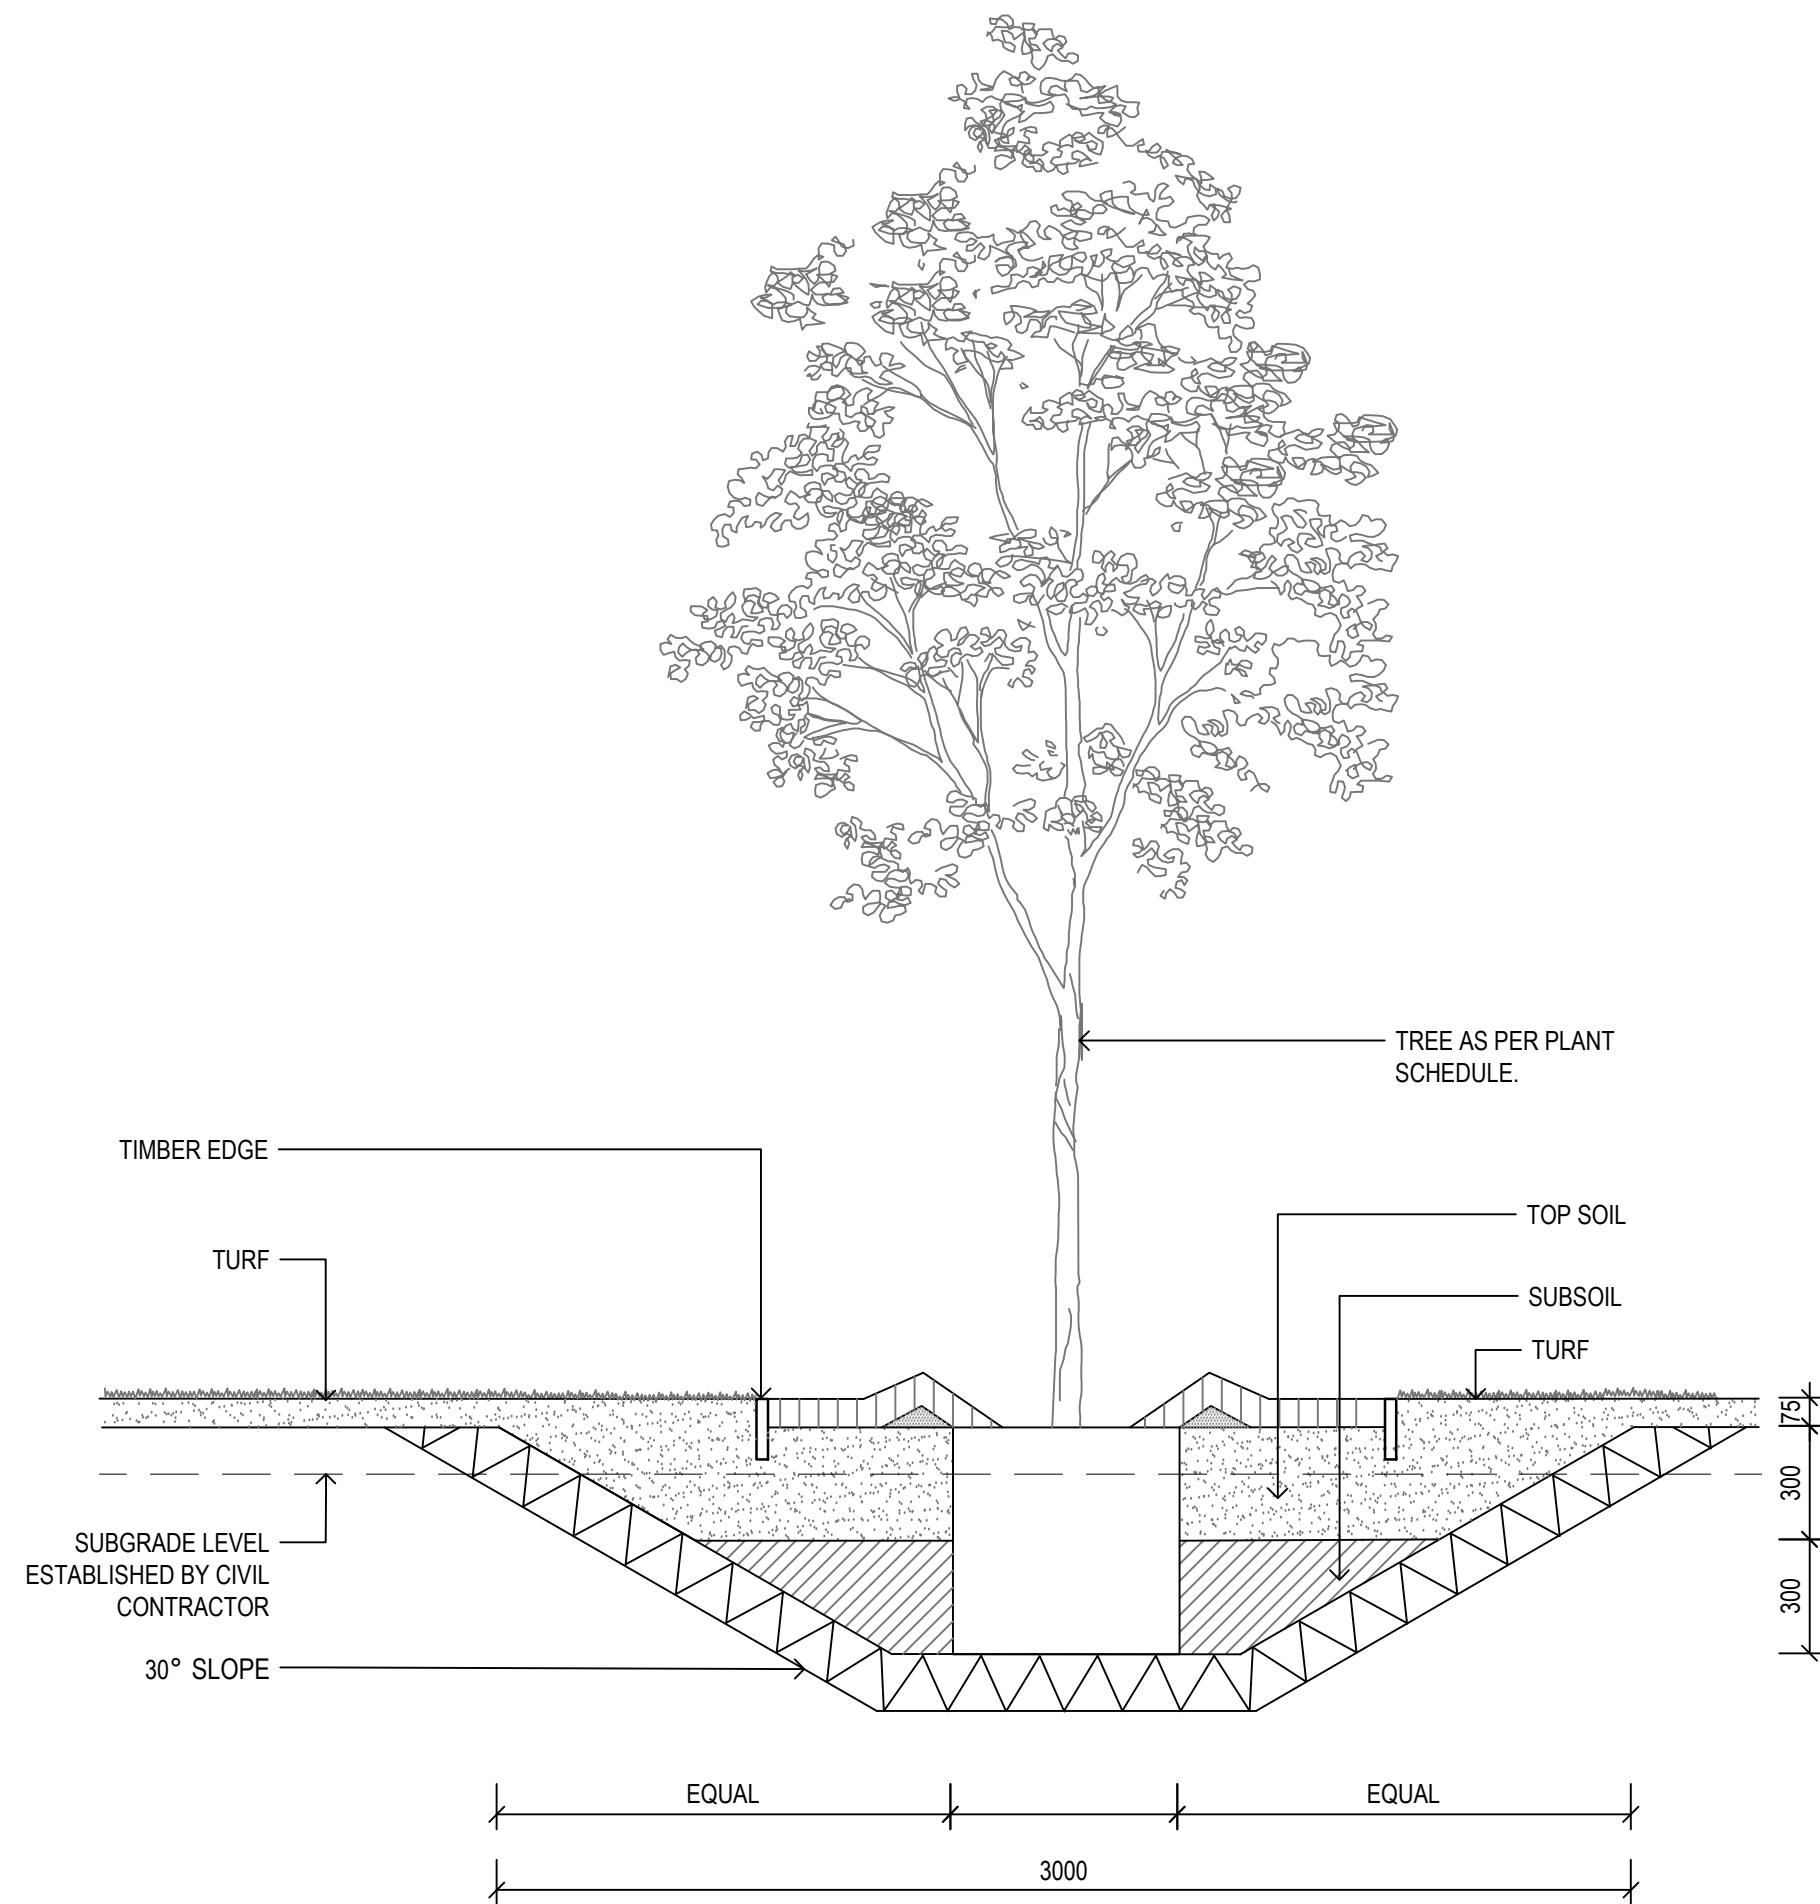 TREE AS PER PLANT
SCHEDULE.
TIMBER EDGE
TOP SOIL
TURF
SUBSOIL
TURF
75
300
SUBGRADE LEVEL
ESTABLISHED BY CIVIL
CONTRACTOR
300
30° SLOPE
EQUAL
EQUAL
3000